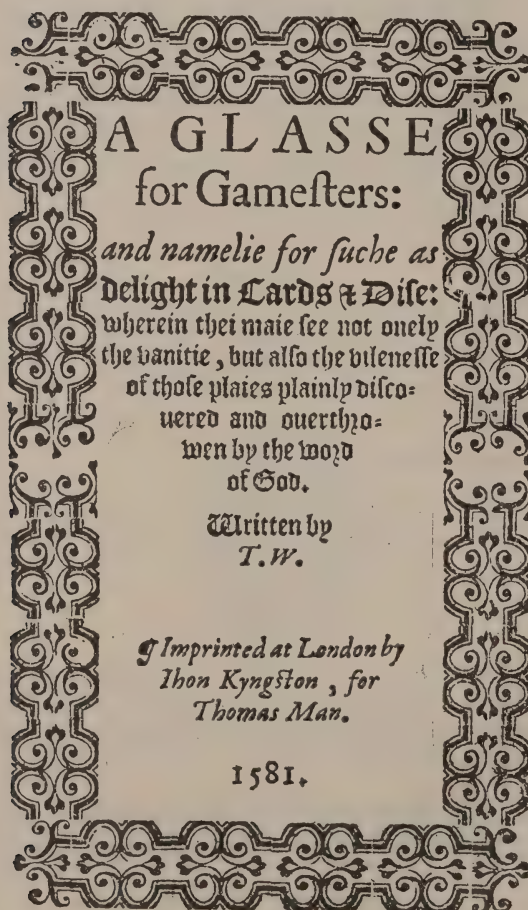 A GLASSE
for Gameſters:
and namelie for ſuche as
delight in Cards & Diſe:
wherein thei maie ſee not onely
the vanitie, but alſo the vileneſſe
of thoſe plaies plainly diſco⸗
uered and ouerthꝛo⸗
wen by the woꝛd
of God.
Written by
T.W.
¶ Imprinted at London by
Ihon Kyngſton, for
Thomas Man.
1581.